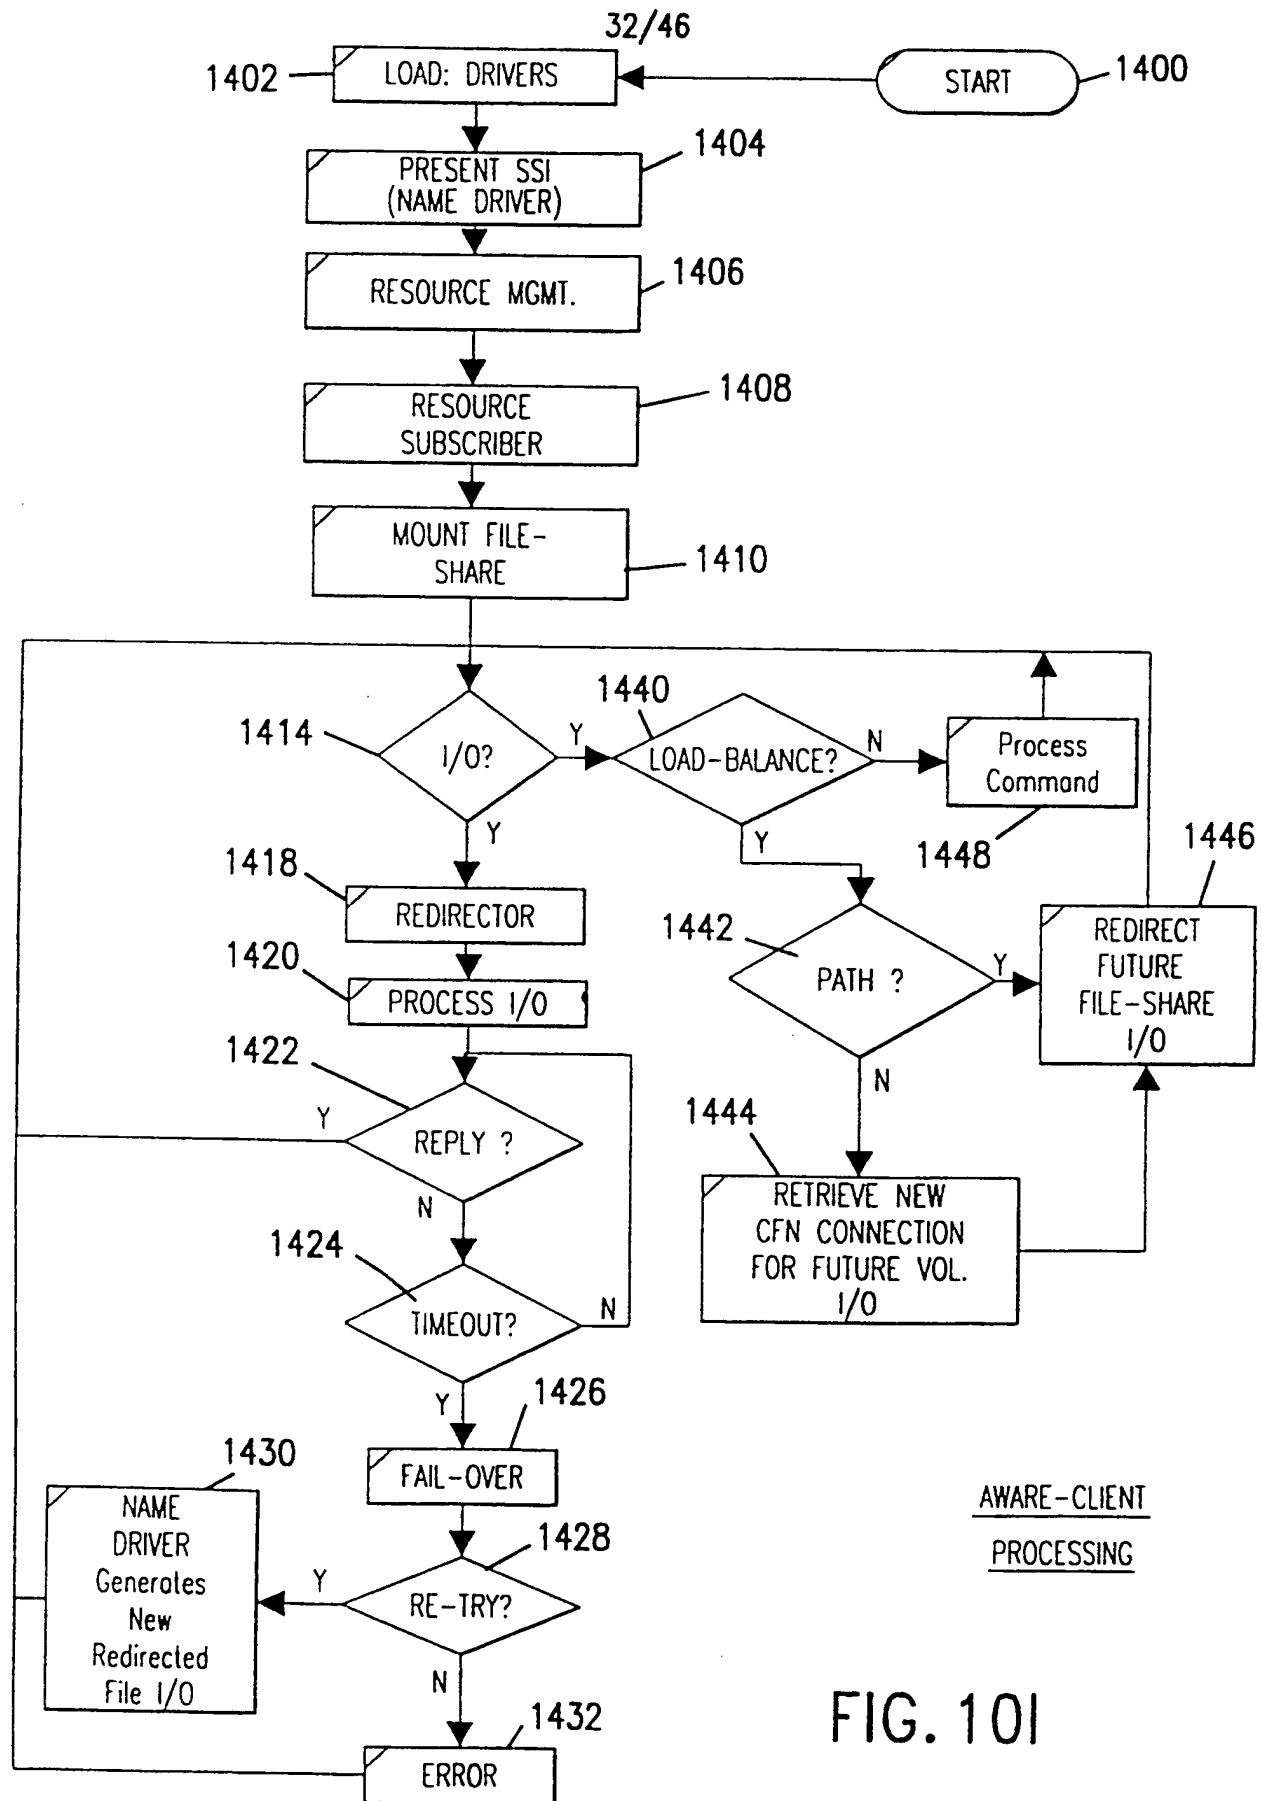 32/46
1402
LOAD: DRIVERS
START
1400
1404
PRESENT SSI
(NAME DRIVER)
1406
RESOURCE MGMT.
1408
RESOURCE
SUBSCRIBER
MOUNT FILE-
SHARE
1410
1440
1414
I/O?
Y
LOAD-BALANCE?
N
Process
Command
Y
Y
1448
1446
1418
REDIRECTOR
1442
PATH ?
Y
REDIRECT
FUTURE
FILE-SHARE
I/O
1420
PROCESS I/O
1422
N
Y
REPLY ?
1444
RETRIEVE NEW
CFN CONNECTION
FOR FUTURE VOL.
I/O
N
1424
TIMEOUT?
N
Y
1426
1430
FAIL-OVER
NAME
DRIVER
Generates
New
Redirected
File I/O
1428
Y
RE-TRY?
N
AWARE-CLIENT
PROCESSING
1432
ERROR
FIG. 10I